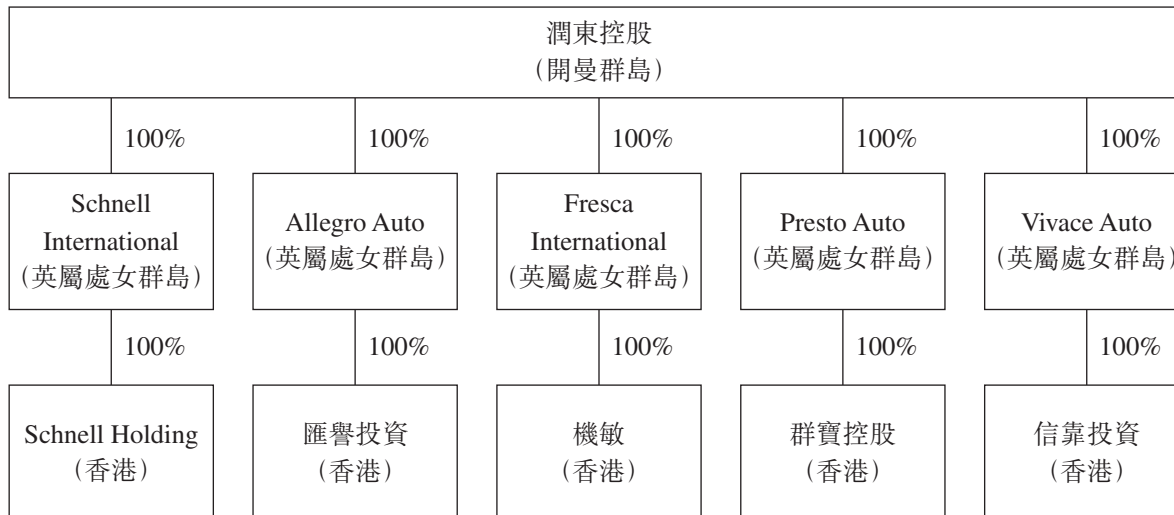 潤東控股
（開曼群島）
100%
100%
100%
100%
100%
Schnell
International
（英屬處女群島）
Allegro Auto
（英屬處女群島）
Fresca
International
（英屬處女群島）
Presto Auto
（英屬處女群島）
Vivace Auto
（英屬處女群島）
100%
100%
100%
100%
100%
Schnell Holding
（香港）
匯譽投資
（香港）
機敏
（香港）
群寶控股
（香港）
信靠投資
（香港）